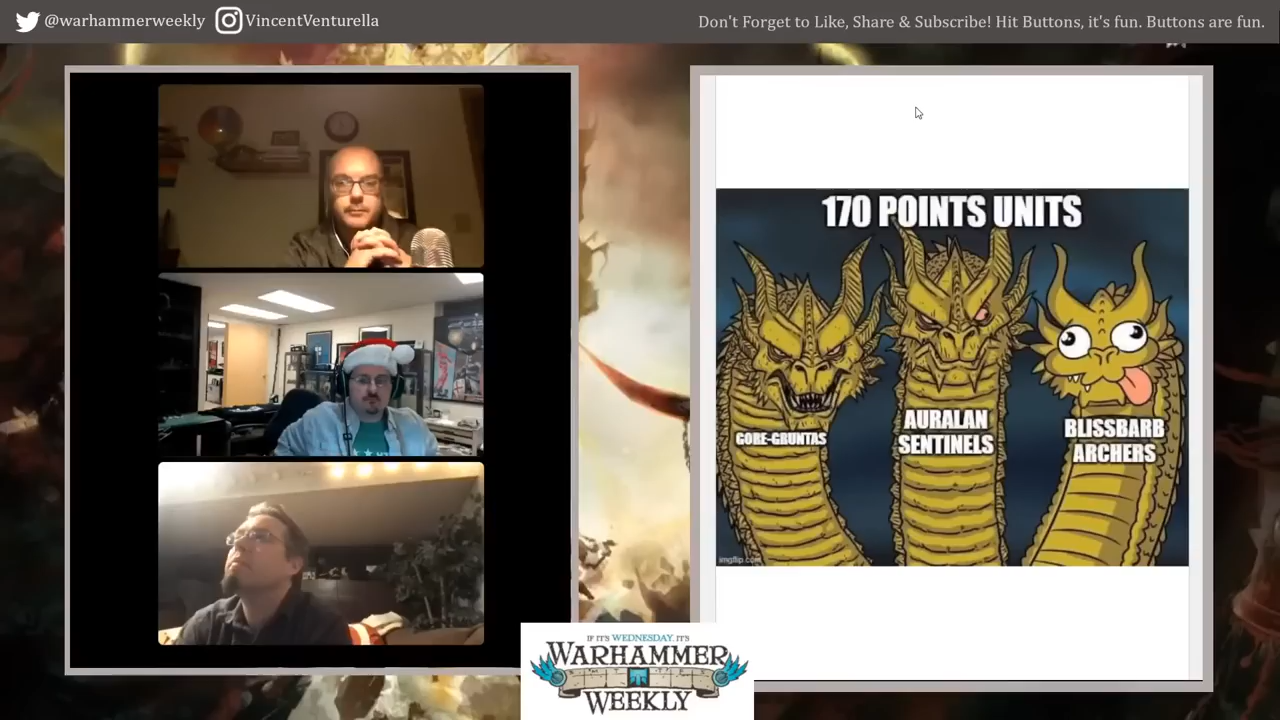 @warhammerweekly VincentVenturella
Don't Forget to Like, Share & Subscribe! Hit Buttons, it's fun. Buttons are fun.
170 POINTS UNITS
GORE-GRUNTAS
AURALAN
SENTINELS
BLISSBARB
ARCHERS
imgflip.com
IF IT'S WEDNESDAY, IT'S
WARHAMMER
WEEKLY